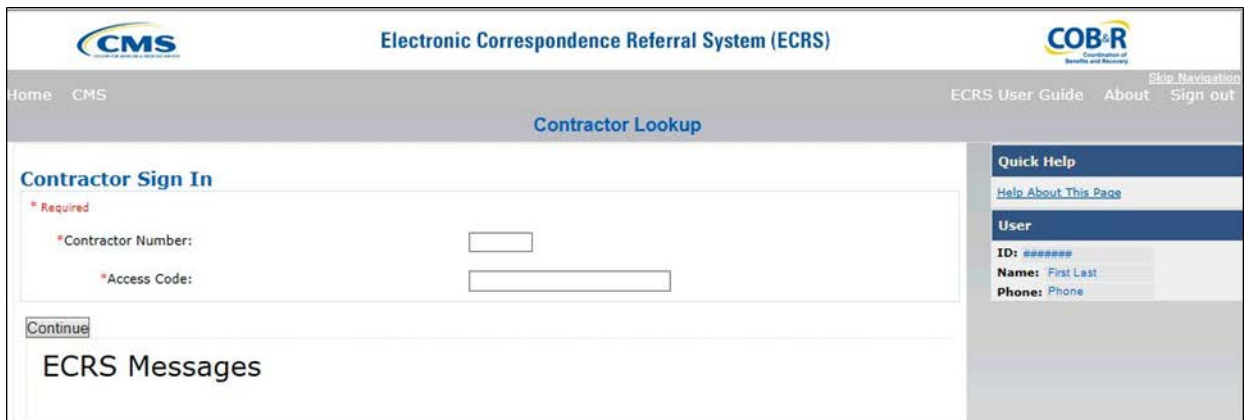 CMS
Electronic Correspondence Referral System (ECRS)
COB&R
Coordination of
Benefits and Recovery
Skip Navigation
Home CMS ECRS User Guide About Sign out
Contractor Lookup
Contractor Sign In
* Required
*Contractor Number:
*Access Code:
Continue
ECRS Messages
Quick Help
Help About This Page
User
ID: #######
Name: First Last
Phone: Phone